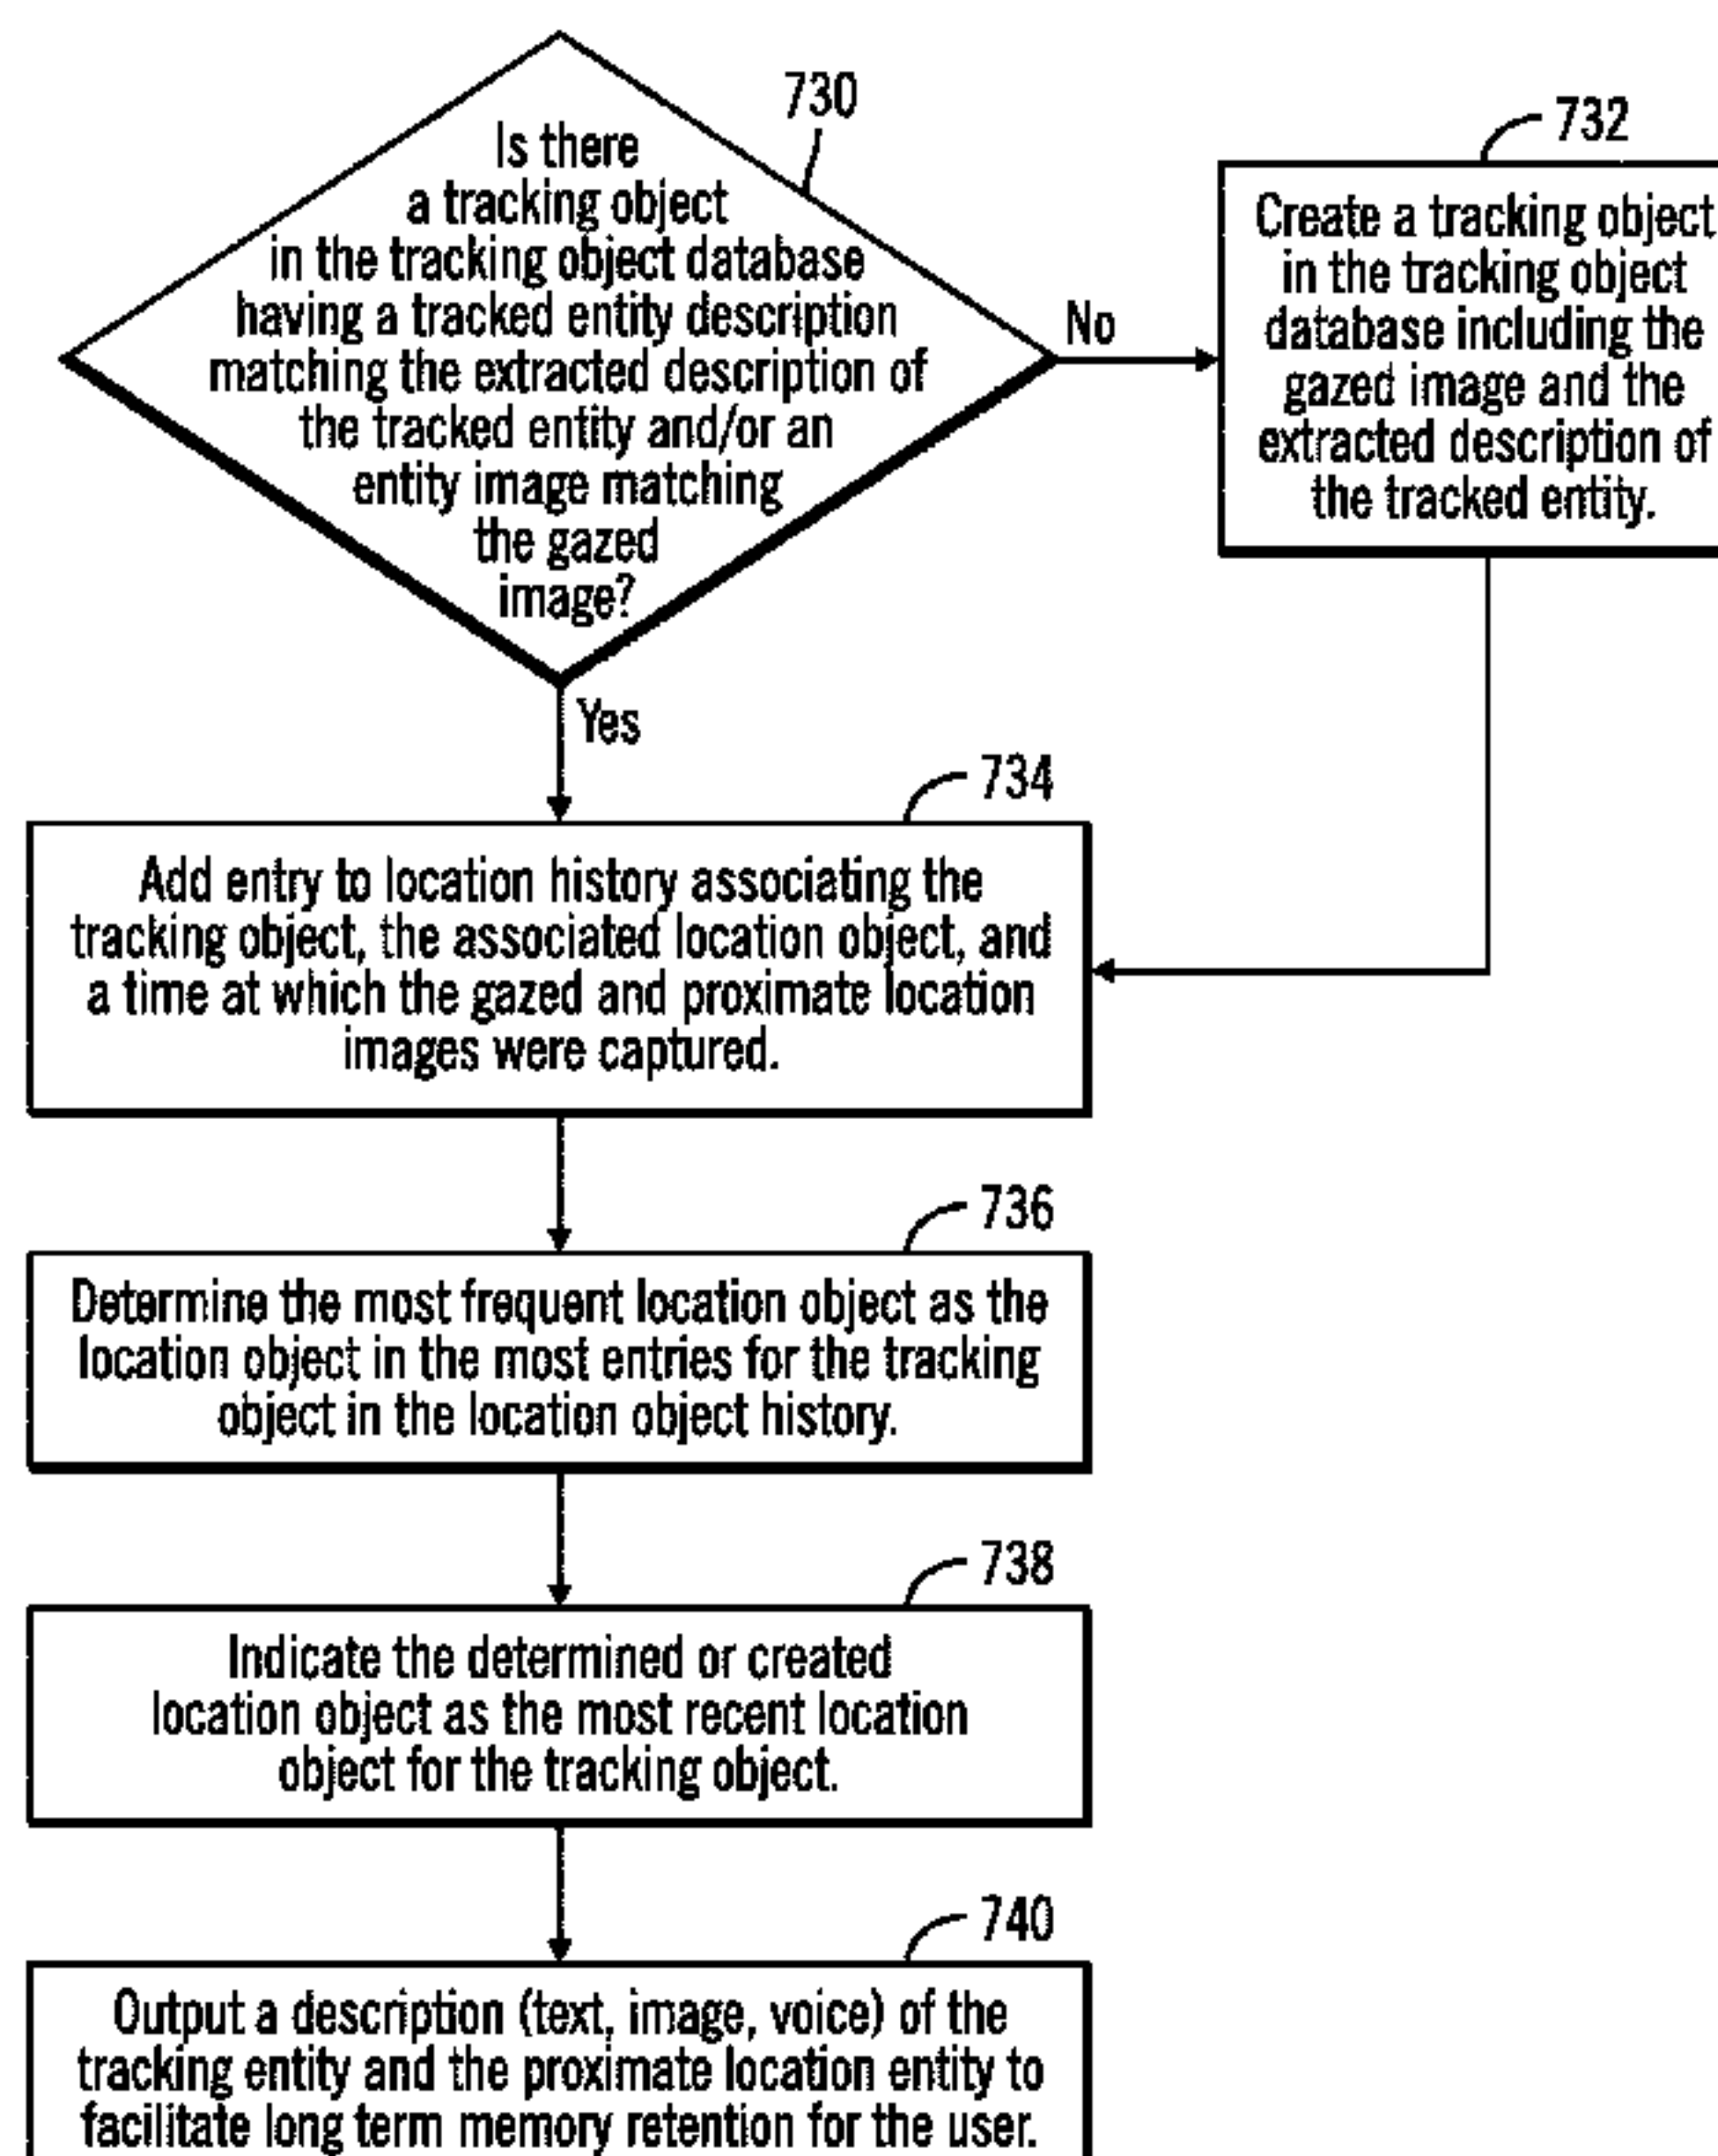 730
Is there
a tracking object
in the tracking object database
having a tracked entity description
matching the extracted description of
the tracked entity and/or an
entity image matching
the gazed
image?
No
732
Create a tracking object
in the tracking object
database including the
gazed image and the
extracted description of
the tracked entity.
Yes
734
Add entry to location history associating the
tracking object, the associated location object, and
a time at which the gazed and proximate location
images were captured.
736
Determine the most frequent location object as the
location object in the most entries for the tracking
object in the location object history.
738
Indicate the determined or created
location object as the most recent location
object for the tracking object.
740
Output a description (text, image, voice) of the
tracking entity and the proximate location entity to
facilitate long term memory retention for the user.